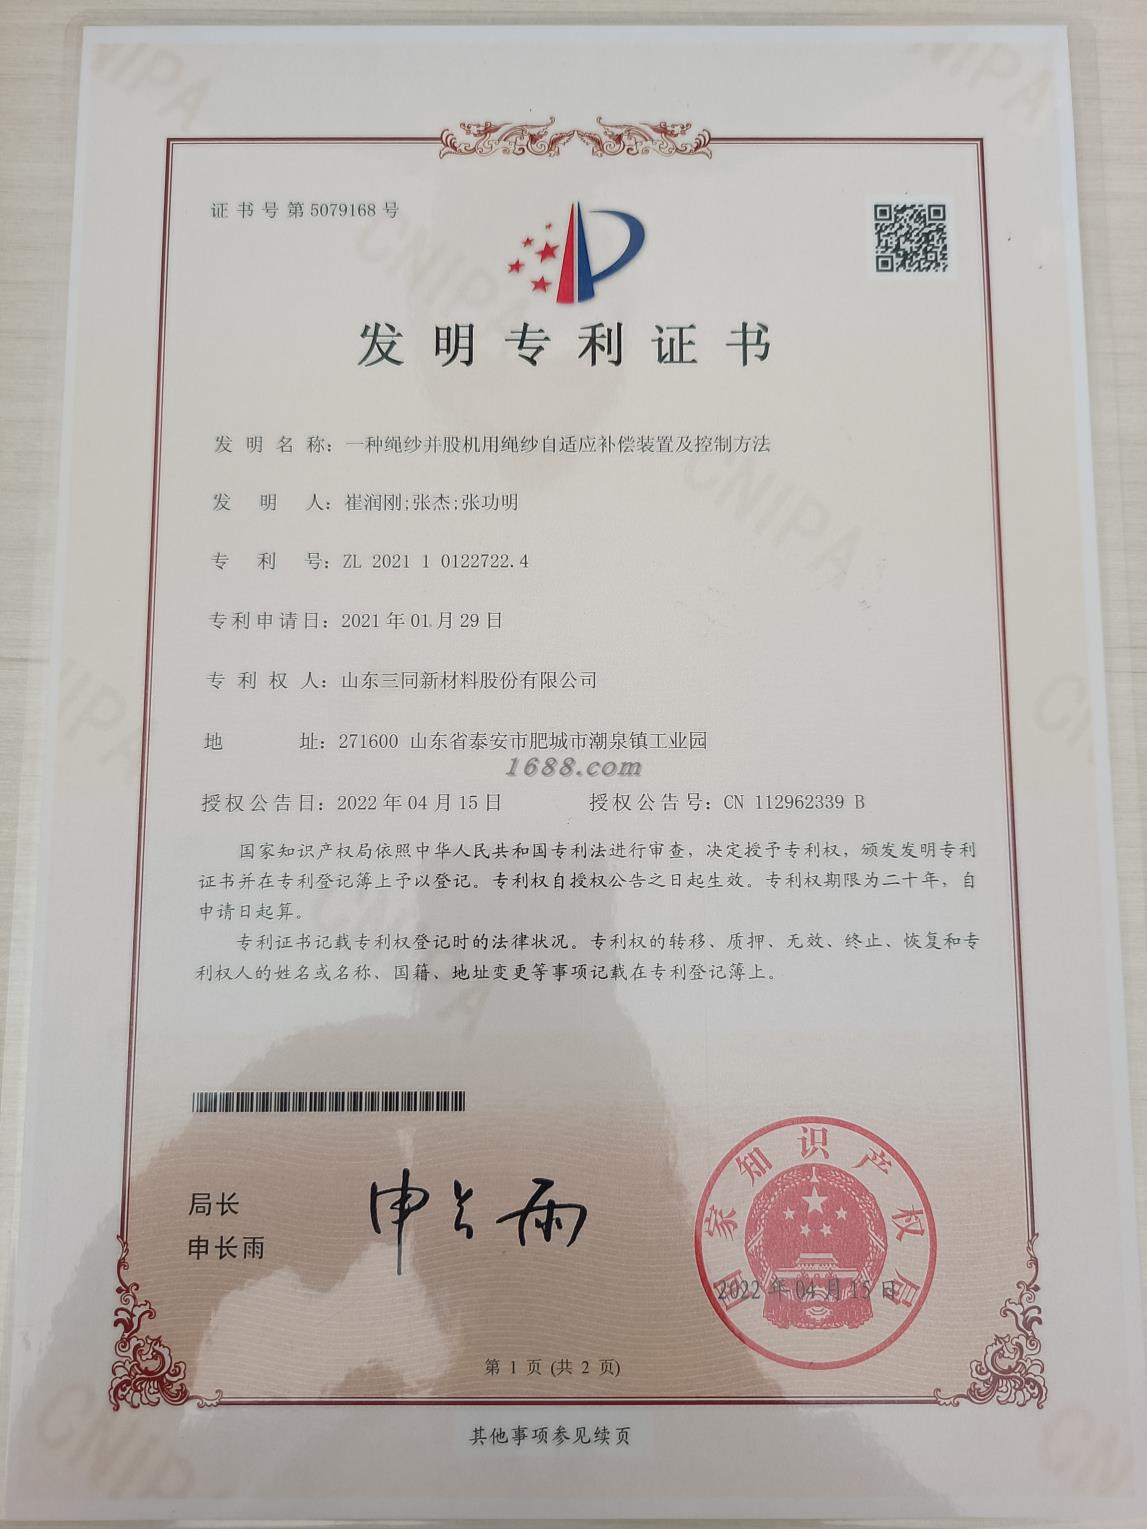 证书号第5079168号
发明专利证书
发明名称：一种绳纱并股机用绳纱自适应补偿装置及控制方法
发明人：崔润刚;张杰;张功明
专利号：ZL 2021 1 0122722.4
专利申请日：2021年01月29日
专利权人：山东三同新材料股份有限公司
地址：271600 山东省泰安市肥城市潮泉镇工业园
1688.com
授权公告日：2022年04月15日 授权公告号：CN 112962339 B
国家知识产权局依照中华人民共和国专利法进行审查，决定授予专利权，颁发发明专利
证书并在专利登记簿上予以登记。专利权自授权公告之日起生效。专利权期限为二十年，自
申请日起算。
专利证书记载专利权登记时的法律状况。专利权的转移、质押、无效、终止、恢复和专
利权人的姓名或名称、国籍、地址变更等事项记载在专利登记簿上。
局长
申长雨
申长雨
国家知识产权局
2022年04月15日
第 1 页 (共 2 页)
其他事项参见续页
CNIPA
CNIPA
CNIPA
CNIPA
CNIPA
CNIPA